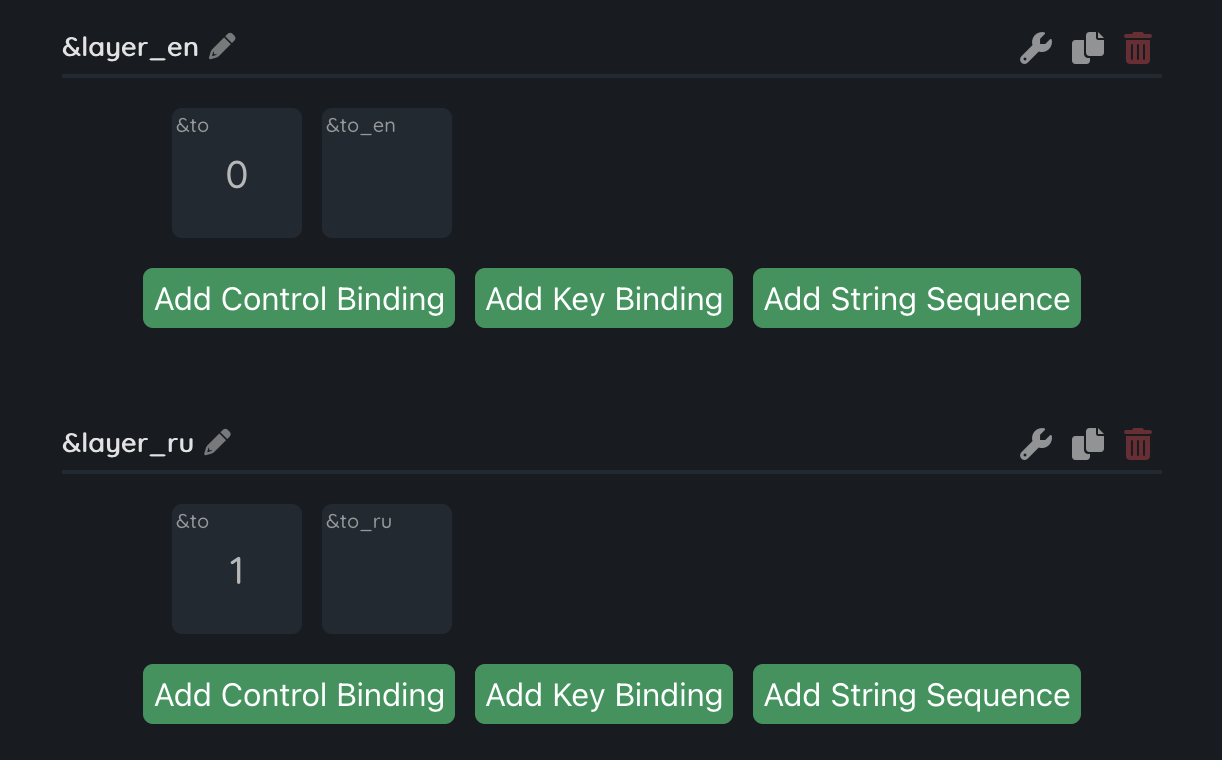 &layer_en
&to
&to_en
0
Add Control Binding
Add Key Binding
Add String Sequence
&layer_ru
&to
&to_ru
1
Add Control Binding
Add Key Binding
Add String Sequence